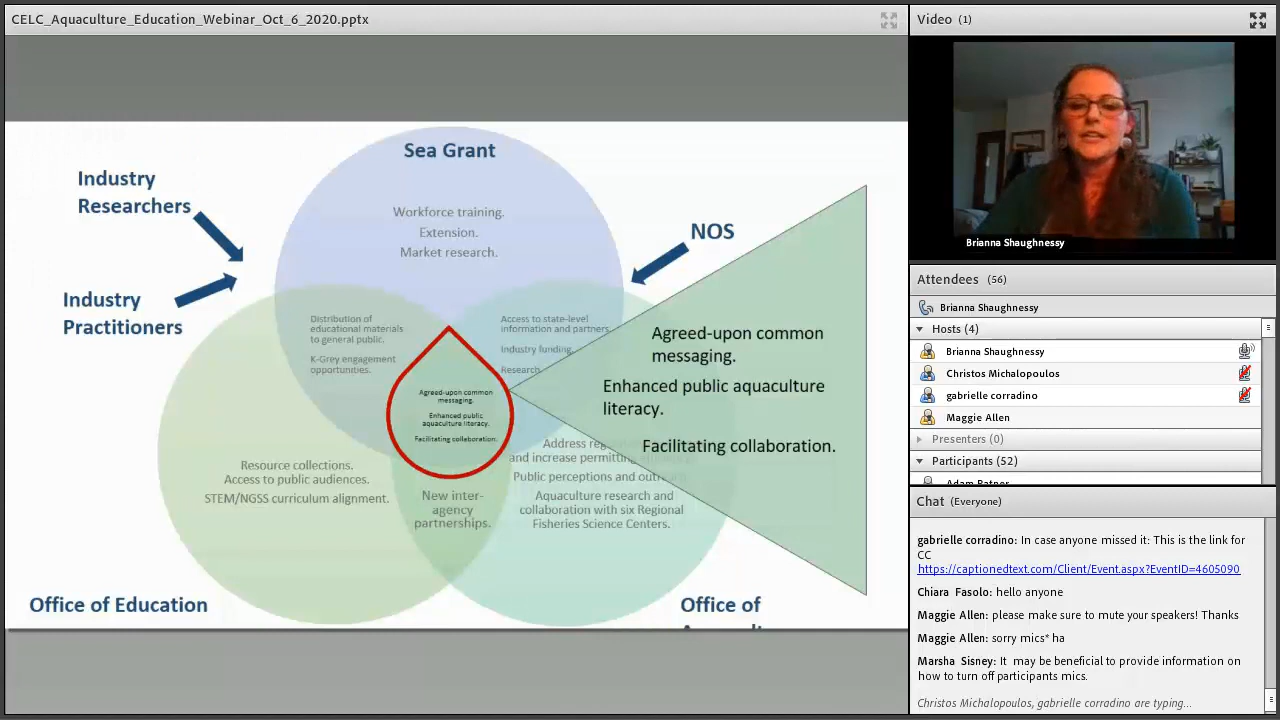 CELC_Aquaculture_Education_Webinar_Oct_6_2020.pptx
Sea Grant
Industry
Researchers
Workforce training.
Extension.
Market research.
NOS
Industry
Practitioners
Distribution of
educational materials
to general public.
K-Grey engagement
opportunities.
Access to state-level
information and partners.
Industry funding.
Research
Agreed-upon common
messaging.
Enhanced public
aquaculture literacy.
Facilitating collaboration.
Agreed-upon common
messaging.
Enhanced public aquaculture
literacy.
Facilitating collaboration.
Resource collections.
Access to public audiences.
STEM/NGSS curriculum alignment.
New inter-
agency
partnerships.
Address
and increase permitting
Public perceptions and
Aquaculture research and
collaboration with six Regional
Fisheries Science Centers.
Office of Education
Office of
Video (1)
Brianna Shaughnessy
Attendees (56)
Brianna Shaughnessy
Hosts (4)
Brianna Shaughnessy
Christos Michalopoulos
gabrielle corradino
Maggie Allen
Presenters (0)
Participants (52)
Chat (Everyone)
gabrielle corradino: In case anyone missed it: This is the link for
CC
https://captionedtext.com/Client/Event.aspx?EventID=4605090
Chiara Fasolo: hello anyone
Maggie Allen: please make sure to mute your speakers! Thanks
Maggie Allen: sorry mics* ha
Marsha Sisney: It may be beneficial to provide information on
how to turn off participants mics.
Christos Michalopoulos, gabrielle corradino are typing...